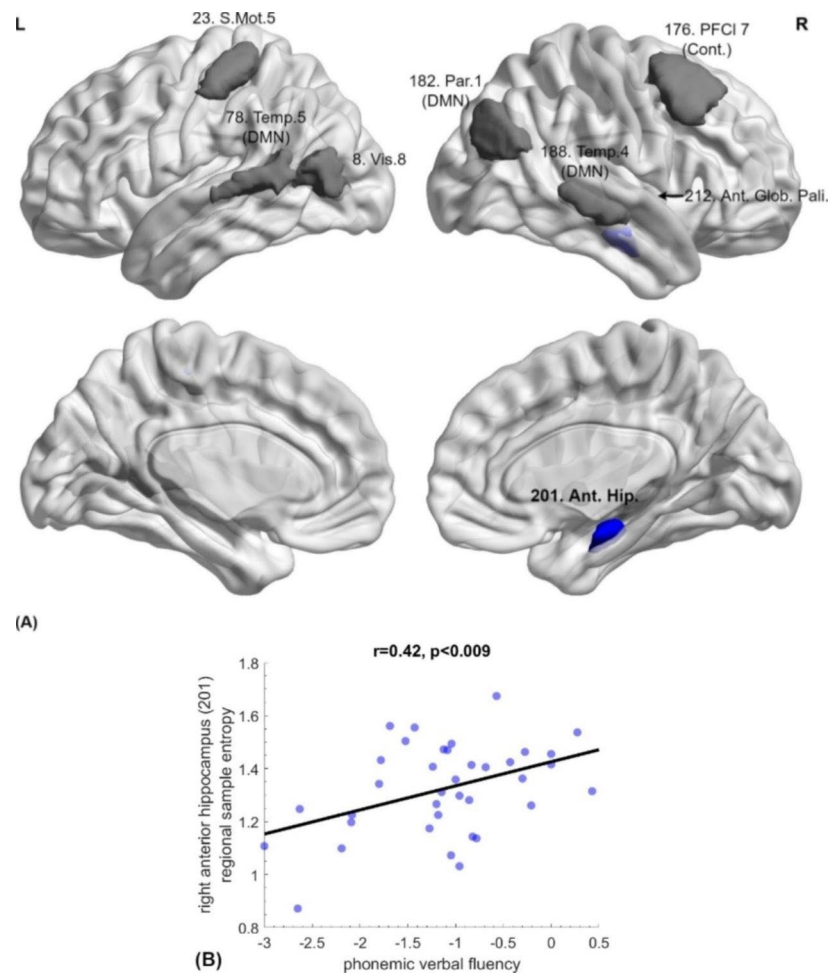 L
R
23. S.Mot.5
176. PFCl 7
(Cont.)
182. Par.1
(DMN)
78. Temp.5
(DMN)
8. Vis.8
188. Temp.4
(DMN)
212. Ant. Glob. Pali.
201. Ant. Hip.
(A)
r=0.42, p<0.009
right anterior hippocampus (201)
regional sample entropy
1.8
1.6
1.4
1.2
1
0.8
-3
-2.5
-2
-1.5
-1
-0.5
0
0.5
phonemic verbal fluency
(B)